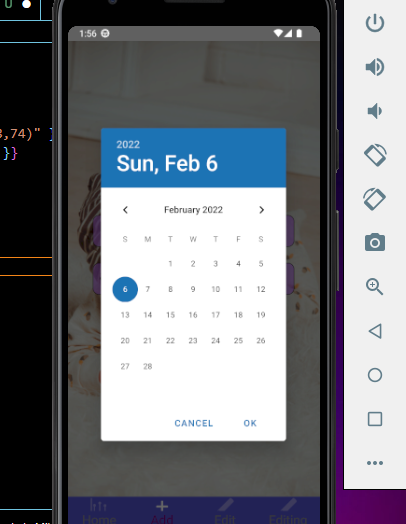 U
1:56
,74)" ]
}}
2022
Sun, Feb 6
February 2022
S M T W T F S
1 2 3 4 5
6 7 8 9 10 11 12
13 14 15 16 17 18 19
20 21 22 23 24 25 26
27 28
CANCEL OK
Home Add Edit Edition